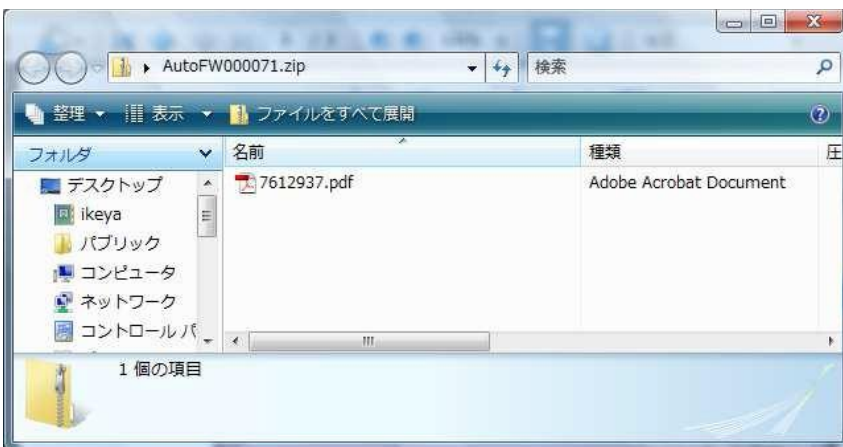 AutoFW000071.zip
検索
整理 表示 ファイルをすべて展開
フォルダ 名前 種類 圧
デスクトップ 7612937.pdf Adobe Acrobat Document
ikeya
パブリック
コンピュータ
ネットワーク
コントロール パ
1 個の項目